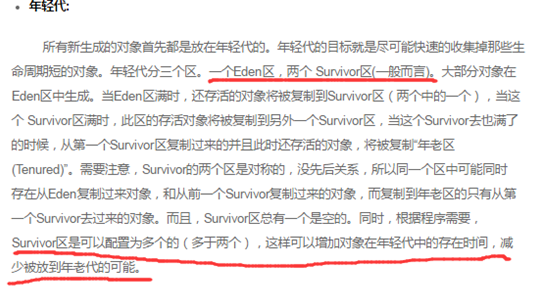 • 年轻代:
所有新生成的对象首先都是放在年轻代的。年轻代的目标就是尽可能快速的收集掉那些生
命周期短的对象。年轻代分三个区。一个Eden区，两个 Survivor区(一般而言)。大部分对象在
Eden区中生成。当Eden区满时，还存活的对象将被复制到Survivor区（两个中的一个），当这
个 Survivor区满时，此区的存活对象将被复制到另外一个Survivor区，当这个Survivor去也满了
的时候，从第一个Survivor区复制过来的并且此时还存活的对象，将被复制“年老区
(Tenured)”。需要注意，Survivor的两个区是对称的，没先后关系，所以同一个区中可能同时
存在从Eden复制过来对象，和从前一个Survivor复制过来的对象，而复制到年老区的只有从第
一个Survivor去过来的对象。而且，Survivor区总有一个是空的。同时，根据程序需要，
Survivor区是可以配置为多个的（多于两个），这样可以增加对象在年轻代中的存在时间，减
少被放到年老代的可能。